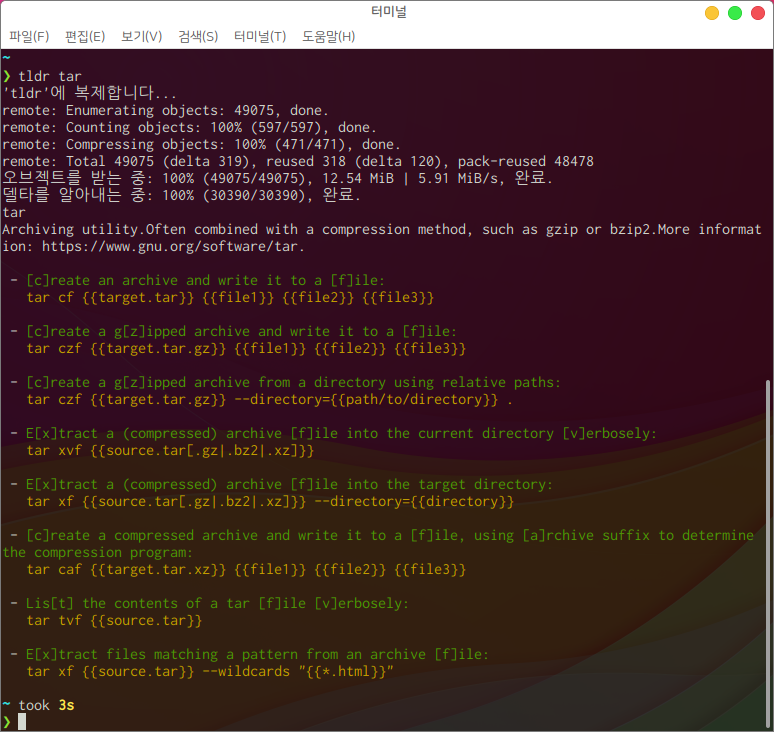 터미널
파일(F) 편집(E) 보기(V) 검색(S) 터미널(T) 도움말(H)
~
❯ tldr tar
'tldr'에 복제합니다...
remote: Enumerating objects: 49075, done.
remote: Counting objects: 100% (597/597), done.
remote: Compressing objects: 100% (471/471), done.
remote: Total 49075 (delta 319), reused 318 (delta 120), pack-reused 48478
오브젝트를 받는 중: 100% (49075/49075), 12.54 MiB | 5.91 MiB/s, 완료.
델타를 알아내는 중: 100% (30390/30390), 완료.
tar
Archiving utility.Often combined with a compression method, such as gzip or bzip2.More informat
ion: https://www.gnu.org/software/tar.
- [c]reate an archive and write it to a [f]ile:
tar cf {{target.tar}} {{file1}} {{file2}} {{file3}}
- [c]reate a g[z]ipped archive and write it to a [f]ile:
tar czf {{target.tar.gz}} {{file1}} {{file2}} {{file3}}
- [c]reate a g[z]ipped archive from a directory using relative paths:
tar czf {{target.tar.gz}} --directory={{path/to/directory}} .
- E[x]tract a (compressed) archive [f]ile into the current directory [v]erbosely:
tar xvf {{source.tar[.gz|.bz2|.xz]}}
- E[x]tract a (compressed) archive [f]ile into the target directory:
tar xf {{source.tar[.gz|.bz2|.xz]}} --directory={{directory}}
- [c]reate a compressed archive and write it to a [f]ile, using [a]rchive suffix to determine
the compression program:
tar caf {{target.tar.xz}} {{file1}} {{file2}} {{file3}}
- Lis[t] the contents of a tar [f]ile [v]erbosely:
tar tvf {{source.tar}}
- E[x]tract files matching a pattern from an archive [f]ile:
tar xf {{source.tar}} --wildcards "{{*.html}}"
~ took 3s
❯